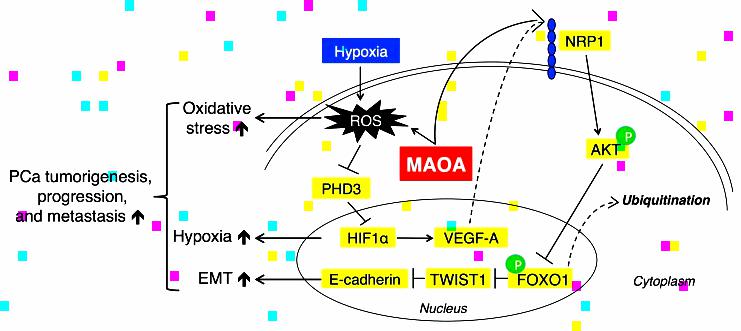 NRP1
Hypoxia
Oxidative
stress
ROS
P
AKT
MAOA
PCa tumorigenesis,
progression,
and metastasis
PHD3
Ubiquitination
Hypoxia
HIF1α
VEGF-A
P
EMT
E-cadherin
TWIST1
FOXO1
Cytoplasm
Nucleus